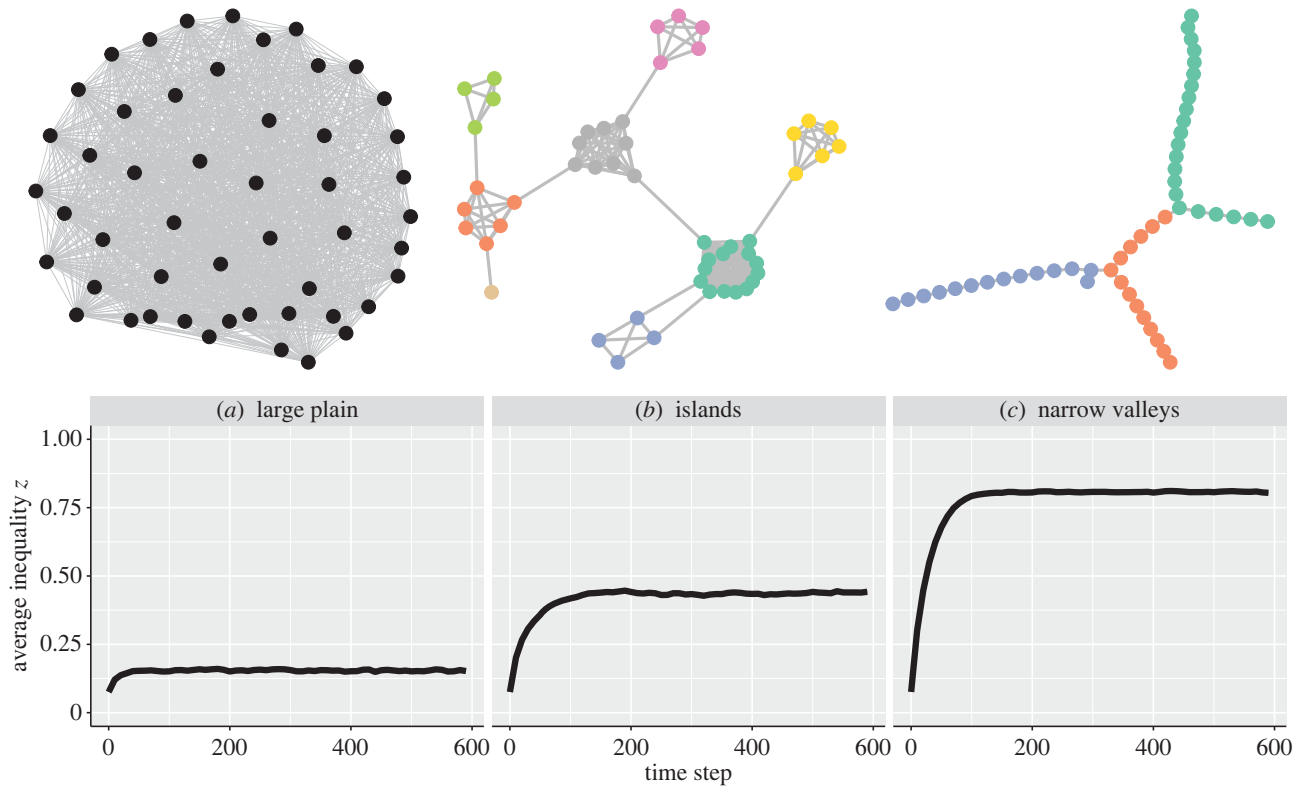 (a) large plain
(b) islands
(c) narrow valleys
average inequality z
1.00
0.75
0.50
0.25
0
0 200 400 600
0 200 400 600
0 200 400 600
time step